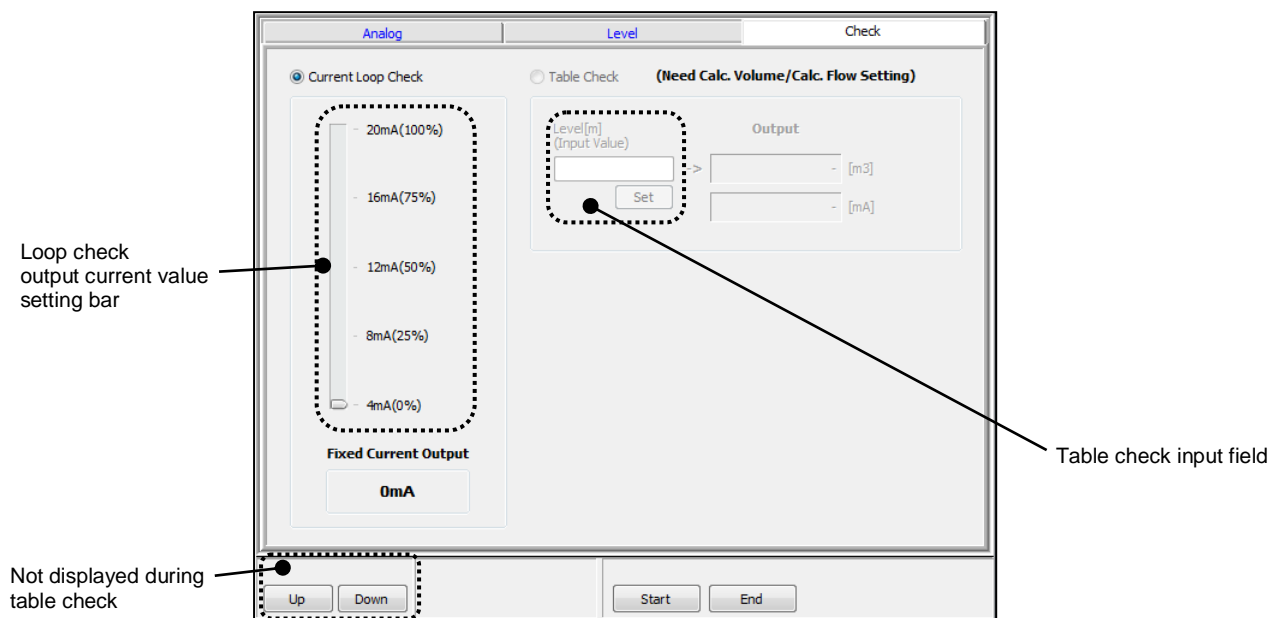 Analog
Level
Check
Current Loop Check
Table Check
(Need Calc. Volume/Calc. Flow Setting)
20mA(100%)
16mA(75%)
12mA(50%)
8mA(25%)
4mA(0%)
Fixed Current Output
0mA
Level[m]
(Input Value)
Output
->
- [m3]
Set
- [mA]
Loop check
output current value
setting bar
Table check input field
Not displayed during
table check
Up
Down
Start
End